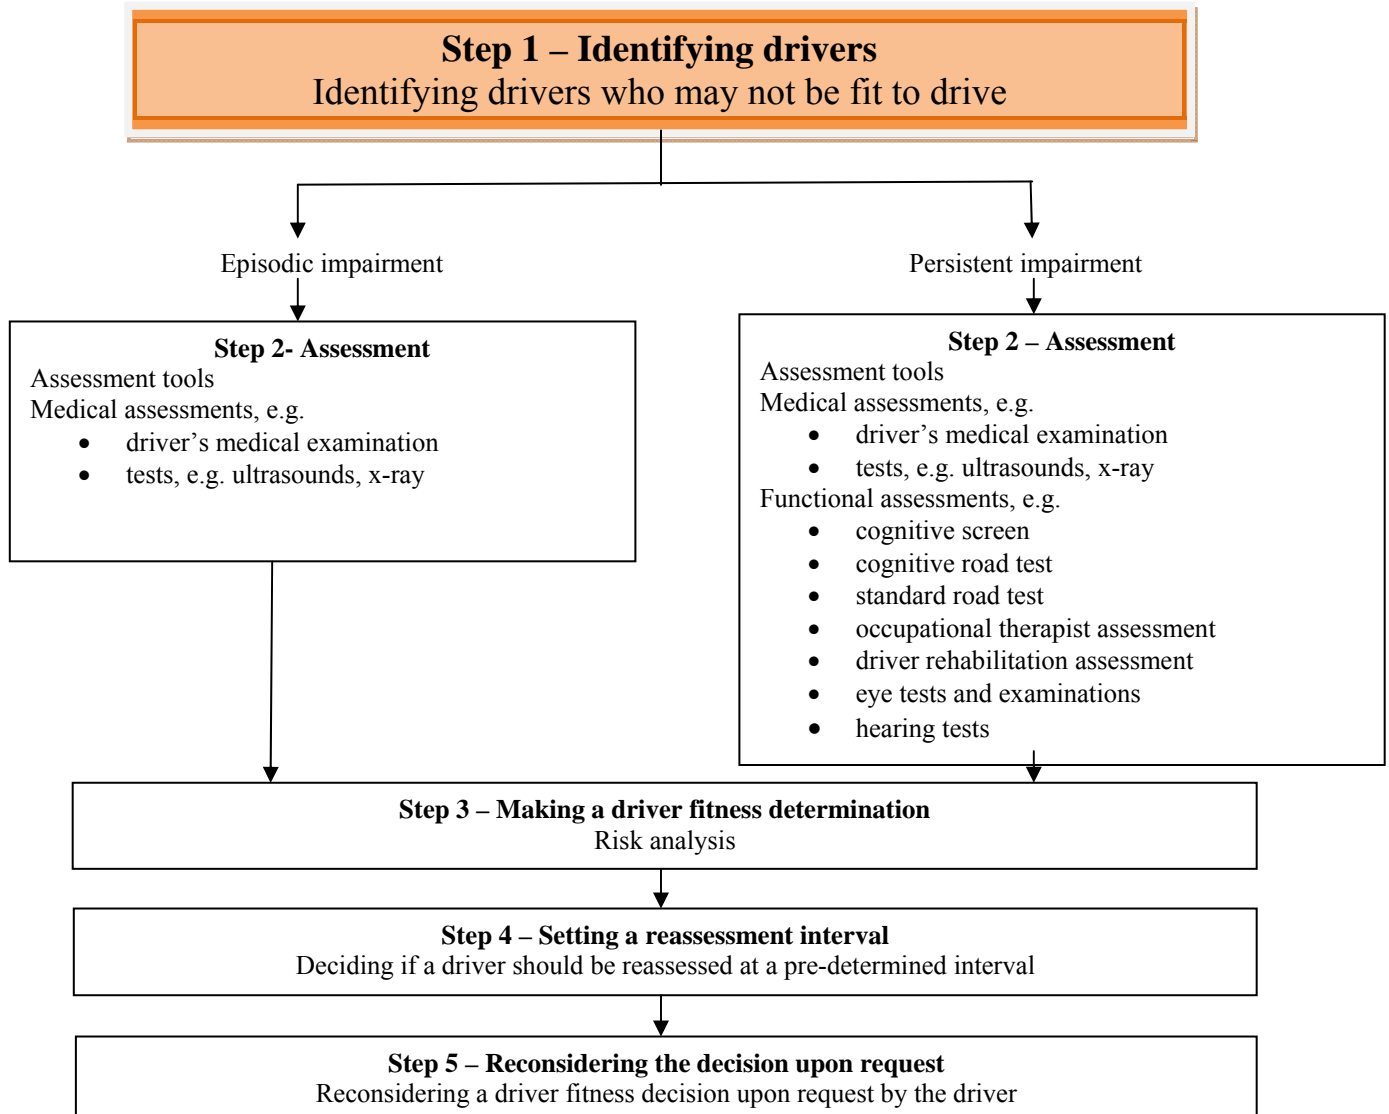 Step 1 – Identifying drivers
Identifying drivers who may not be fit to drive
Episodic impairment
Persistent impairment
Step 2- Assessment
Assessment tools
Medical assessments, e.g.
• driver’s medical examination
• tests, e.g. ultrasounds, x-ray
Step 2 – Assessment
Assessment tools
Medical assessments, e.g.
• driver’s medical examination
• tests, e.g. ultrasounds, x-ray
Functional assessments, e.g.
• cognitive screen
• cognitive road test
• standard road test
• occupational therapist assessment
• driver rehabilitation assessment
• eye tests and examinations
• hearing tests
Step 3 – Making a driver fitness determination
Risk analysis
Step 4 – Setting a reassessment interval
Deciding if a driver should be reassessed at a pre-determined interval
Step 5 – Reconsidering the decision upon request
Reconsidering a driver fitness decision upon request by the driver